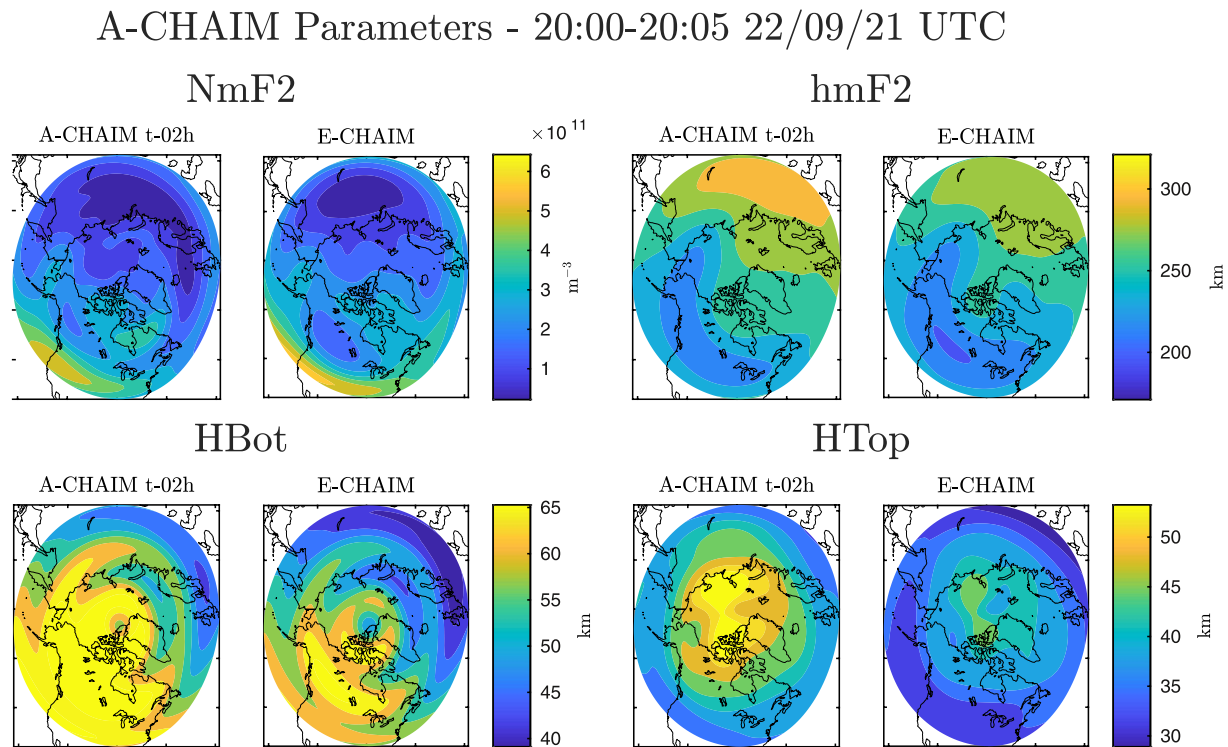 A-CHAIM Parameters - 20:00-20:05 22/09/21 UTC
NmF2
hmF2
A-CHAIM t-02h
E-CHAIM
× 10 11
6
5
4
3
2
1
m−3
A-CHAIM t-02h
E-CHAIM
300
250
200
km
HBot
HTop
A-CHAIM t-02h
E-CHAIM
65
60
55
50
45
40
km
A-CHAIM t-02h
E-CHAIM
50
45
40
35
30
km